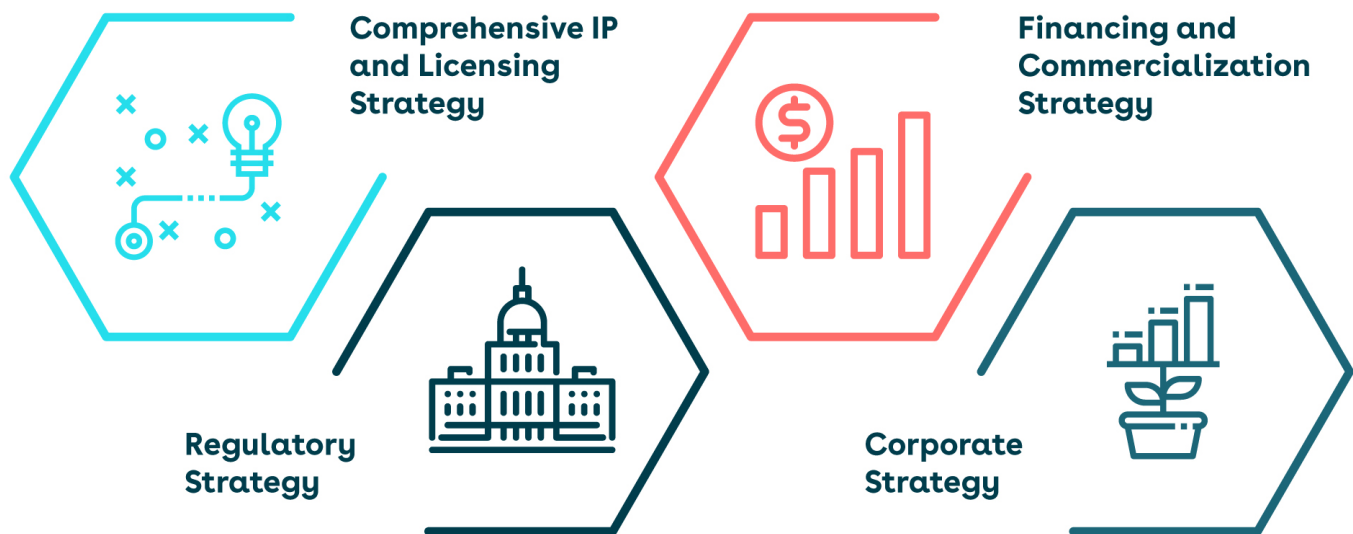 Comprehensive IP
and Licensing
Strategy
Regulatory
Strategy
Financing and
Commercialization
Strategy
Corporate
Strategy